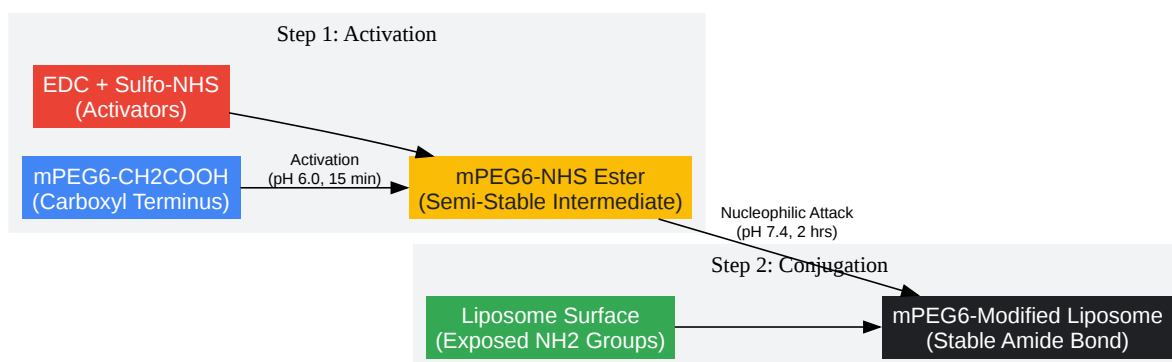 Step 1: Activation
EDC + Sulfo-NHS
(Activators)
mPEG6-CH2COOH
(Carboxyl Terminus)
Activation
(pH 6.0, 15 min)
mPEG6-NHS Ester
(Semi-Stable Intermediate)
Nucleophilic Attack
(pH 7.4, 2 hrs)
Step 2: Conjugation
Liposome Surface
(Exposed NH2 Groups)
mPEG6-Modified Liposome
(Stable Amide Bond)